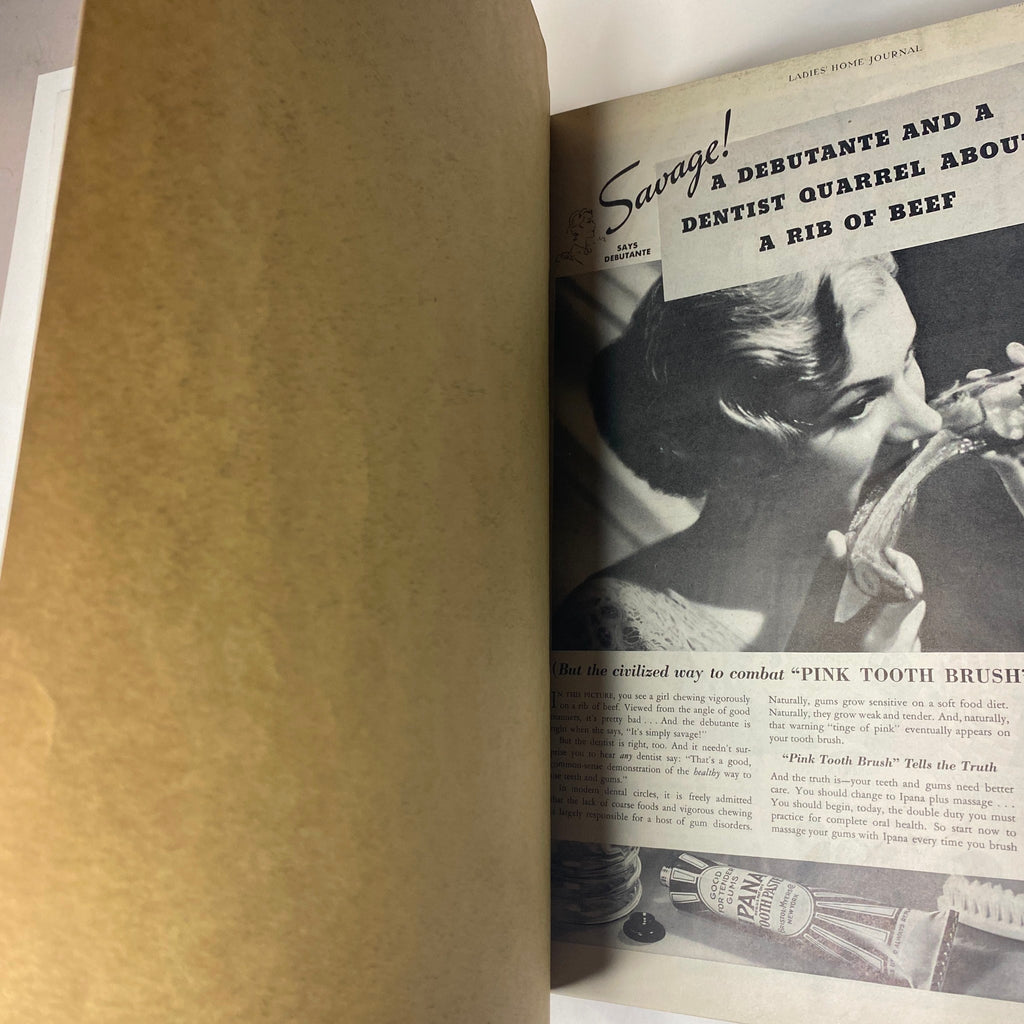 LADIES' HOME JOURNAL
Savage!
SAYS
DEBUTANTE
A DEBUTANTE AND A
DENTIST QUARREL ABOUT
A RIB OF BEEF
(But the civilized way to combat “PINK TOOTH BRUSH”
IN THIS PICTURE, you see a girl chewing vigorously
on a rib of beef. Viewed from the angle of good
manners, it's pretty bad . . . And the debutante is
right when she says, “It's simply savage!”
But the dentist is right, too. And it needn't sur-
prise you to hear any dentist say: “That's a good,
common-sense demonstration of the healthy way to
use teeth and gums.”
In modern dental circles, it is freely admitted
that the lack of coarse foods and vigorous chewing
is largely responsible for a host of gum disorders.
Naturally, gums grow sensitive on a soft food diet.
Naturally, they grow weak and tender. And, naturally,
that warning “tinge of pink” eventually appears on
your tooth brush.
“Pink Tooth Brush” Tells the Truth
And the truth is—your teeth and gums need better
care. You should change to Ipana plus massage . . .
You should begin, today, the double duty you must
practice for complete oral health. So start now to
massage your gums with Ipana every time you brush
GOOD
FOR TENDER
GUMS
IPANA
TOOTH PASTE
BRISTOL-MYERS CO
NEW YORK